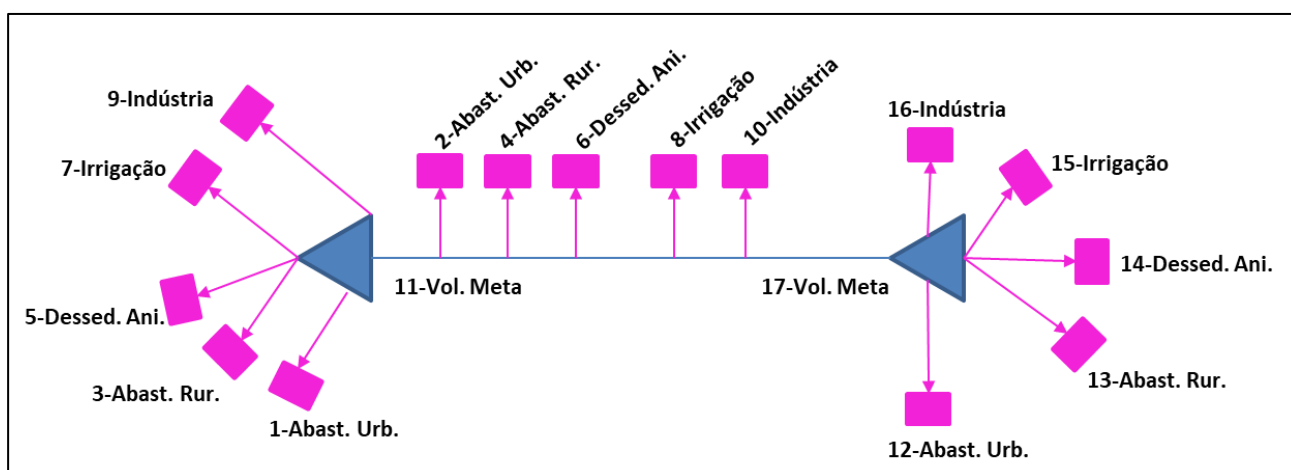 9-Indústria
7-Irrigação
5-Dessed. Ani.
3-Abast. Rur.
1-Abast. Urb.
11-Vol. Meta
2-Abast. Urb.
4-Abast. Rur.
6-Dessed. Ani.
8-Irrigação
10-Indústria
17-Vol. Meta
16-Indústria
15-Irrigação
14-Dessed. Ani.
13-Abast. Rur.
12-Abast. Urb.